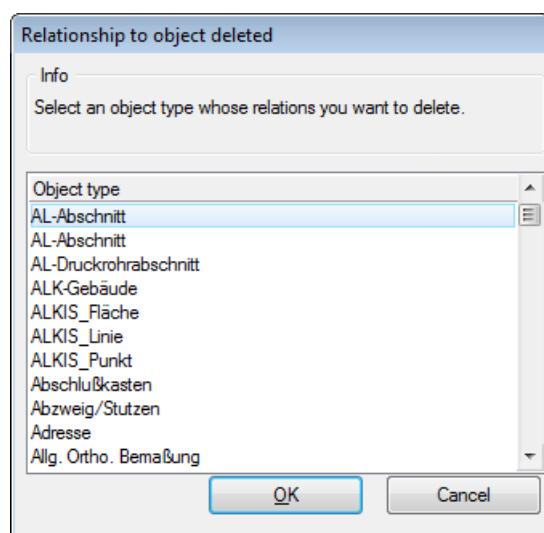 Relationship to object deleted
Info
Select an object type whose relations you want to delete.
Object type
AL-Abschnitt
AL-Abschnitt
AL-Druckrohrabschnitt
ALK-Gebäude
ALKIS_Fläche
ALKIS_Linie
ALKIS_Punkt
Abschlußkasten
Abzweig/Stutzen
Adresse
Allg. Ortho. Bemaßung
OK
Cancel